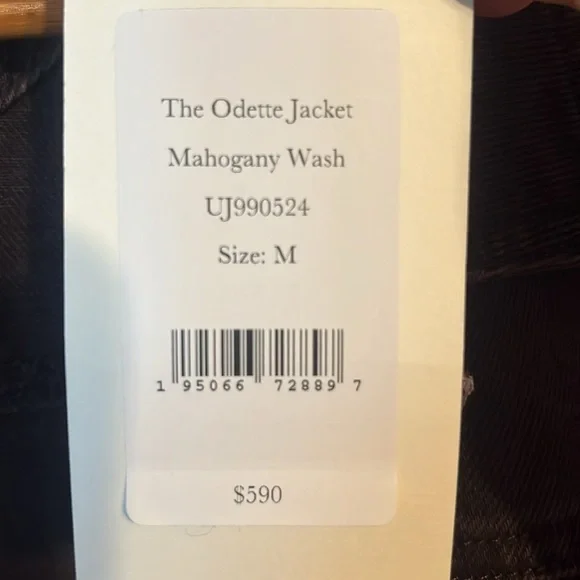 The Odette Jacket
Mahogany Wash
UJ990524
Size: M
1 95066 72889 7
$590